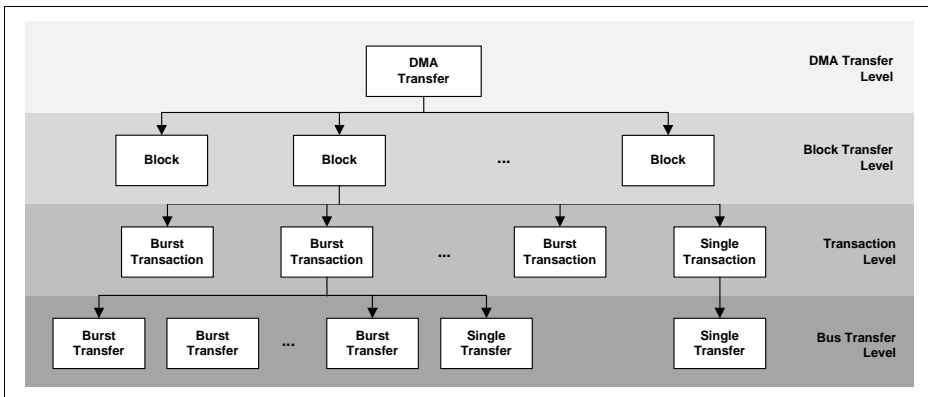 DMA
Transfer
DMA Transfer
Level
Block
Block
...
Block
Block Transfer
Level
Burst
Transaction
Burst
Transaction
...
Burst
Transaction
Single
Transaction
Transaction
Level
Burst
Transfer
Burst
Transfer
...
Burst
Transfer
Single
Transfer
Single
Transfer
Bus Transfer
Level